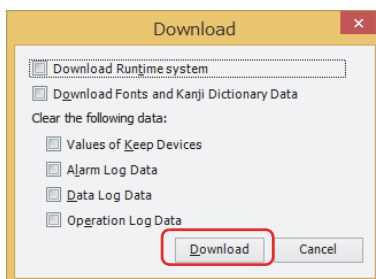 Download
Download Runtime system
Download Fonts and Kanji Dictionary Data
Clear the following data:
Values of Keep Devices
Alarm Log Data
Data Log Data
Operation Log Data
Download Cancel